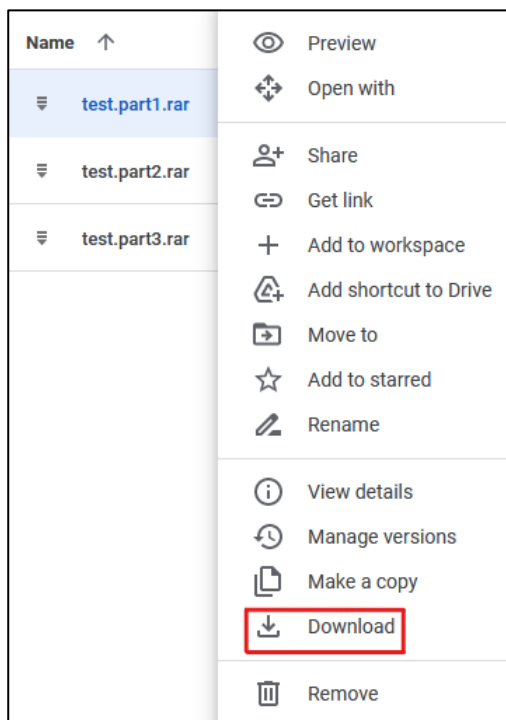 Name
test.part1.rar
test.part2.rar
test.part3.rar
Preview
Open with
Share
Get link
Add to workspace
Add shortcut to Drive
Move to
Add to starred
Rename
View details
Manage versions
Make a copy
Download
Remove